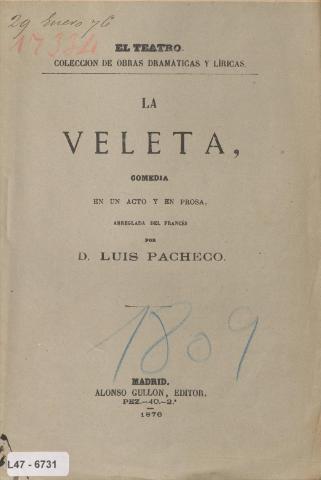 29 Enero 76
17334
EL TEATRO.
COLECCION DE OBRAS DRAMÁTICAS Y LÍRICAS.
LA
VELETA,
COMEDIA
EN UN ACTO Y EN PROSA,
ARREGLADA DEL FRANCÉS
POR
D. LUIS PACHECO.
1809
MADRID.
ALONSO GULLON, EDITOR.
PEZ.—40.—2.º
1876
L47 - 6731